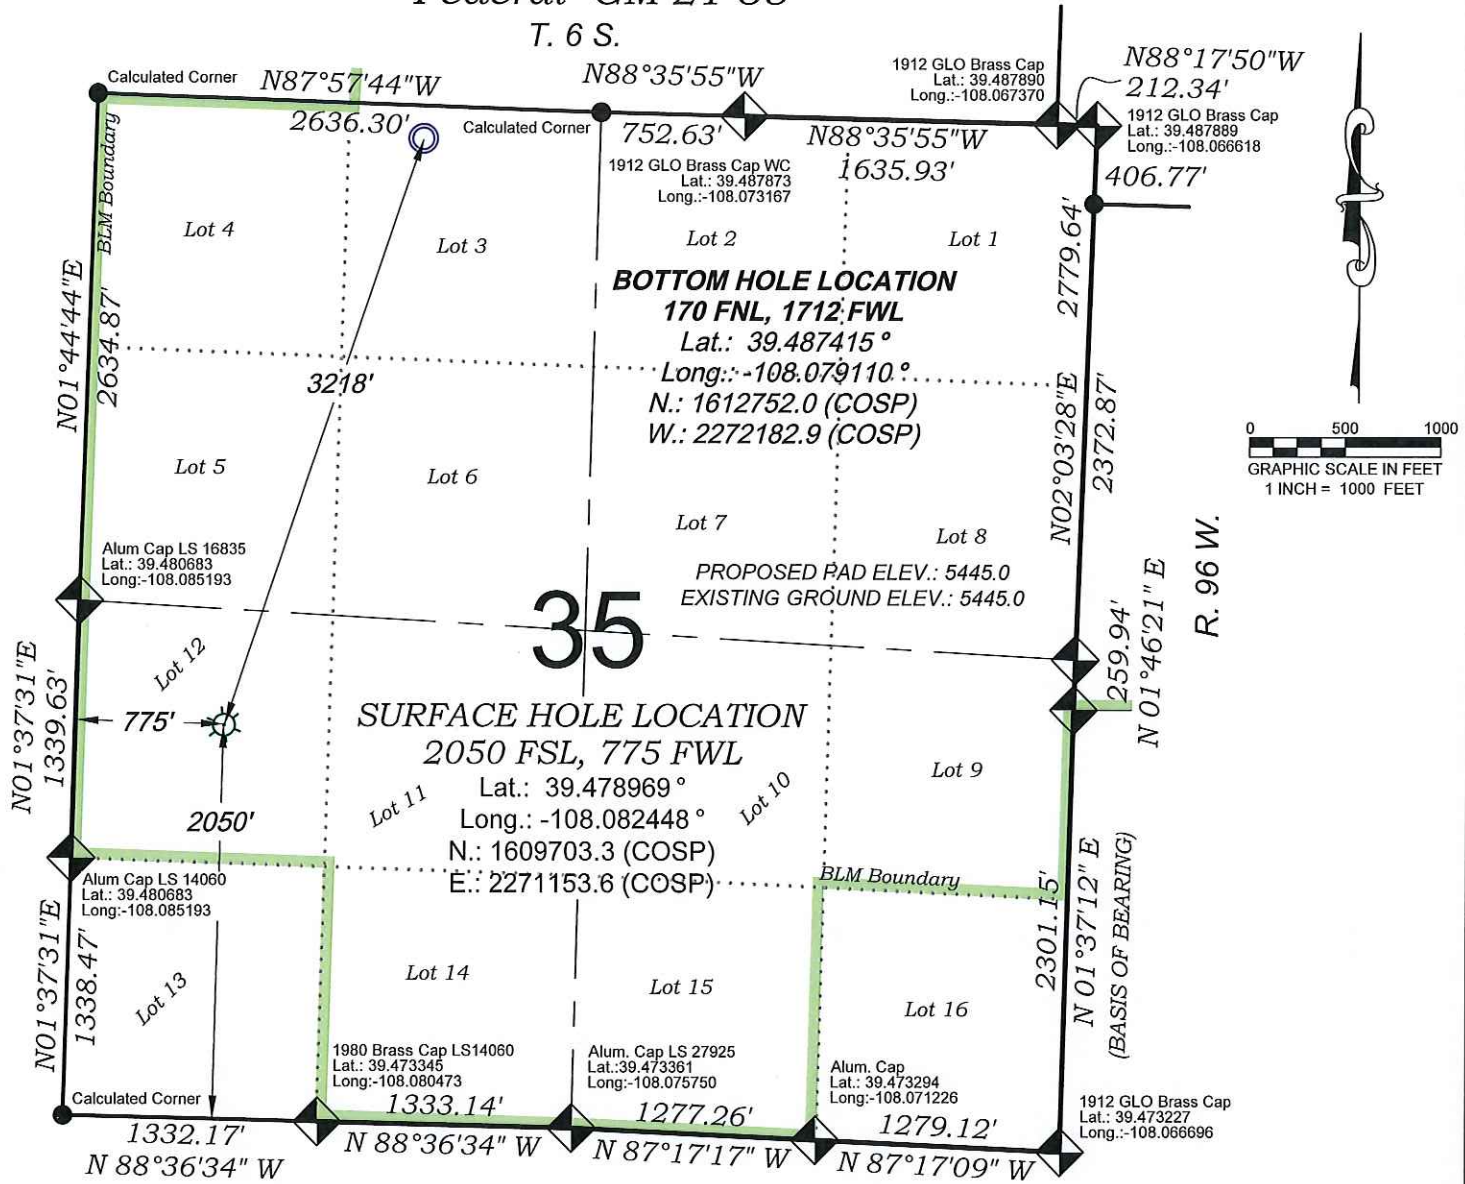 Federal GM 21-35
T. 6 S.
Calculated Corner
N87°57'44"W
2636.30'
Calculated Corner
N88°35'55"W
752.63'
1912 GLO Brass Cap WC
Lat.: 39.487873
Long.:-108.073167
N88°35'55"W
1635.93'
1912 GLO Brass Cap
Lat.: 39.487890
Long.:-108.067370
N88°17'50"W
212.34'
1912 GLO Brass Cap
Lat.: 39.487889
Long.:-108.066618
406.77'
BLM Boundary
Lot 4
Lot 3
Lot 2
Lot 1
2779.64'
N01°44'44"E
2634.87'
BOTTOM HOLE LOCATION
170 FNL, 1712 FWL
Lat.: 39.487415°
Long.: -108.079110°
N.: 1612752.0 (COSP)
W.: 2272182.9 (COSP)
3218'
N02°03'28"E
2372.87'
0 500 1000
GRAPHIC SCALE IN FEET
1 INCH = 1000 FEET
Lot 5
Lot 6
Lot 7
Lot 8
R. 96 W.
Alum Cap LS 16835
Lat.: 39.480683
Long:-108.085193
PROPOSED PAD ELEV.: 5445.0
EXISTING GROUND ELEV.: 5445.0
35
259.94'
N 01°46'21" E
Lot 12
N01°37'31"E
1339.63'
775'
SURFACE HOLE LOCATION
2050 FSL, 775 FWL
Lat.: 39.478969°
Long.: -108.082448°
N.: 1609703.3 (COSP)
E.: 2271153.6 (COSP)
Lot 11
Lot 10
Lot 9
2050'
BLM Boundary
Alum Cap LS 14060
Lat.: 39.480683
Long:-108.085193
N01°37'31"E
1338.47'
2301.15'
N 01°37'12" E
(BASIS OF BEARING)
Lot 13
Lot 14
Lot 15
Lot 16
1980 Brass Cap LS14060
Lat.: 39.473345
Long:-108.080473
Alum. Cap LS 27925
Lat.:39.473361
Long:-108.075750
Alum. Cap
Lat.: 39.473294
Long:-108.071226
1912 GLO Brass Cap
Lat.: 39.473227
Long.:-108.066696
Calculated Corner
1332.17'
N 88°36'34" W
1333.14'
N 88°36'34" W
1277.26'
N 87°17'17" W
1279.12'
N 87°17'09" W